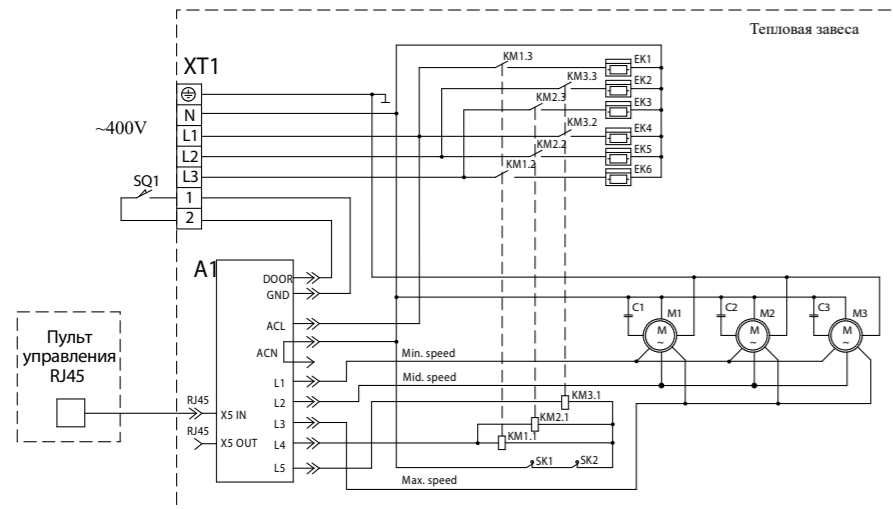 Тепловая завеса
XT1
~400V
N
L1
L2
L3
1
2
SQ1
KM1.3
EK1
KM3.3
EK2
KM2.3
EK3
KM3.2
EK4
KM2.2
EK5
KM1.2
EK6
A1
DOOR
GND
ACL
ACN
L1
L2
L3
L4
L5
RJ45
X5 IN
RJ45
X5 OUT
Пульт
управления
RJ45
C1
M1
M
~
C2
M2
M
~
C3
M3
M
~
Min. speed
Mid. speed
KM3.1
KM2.1
KM1.1
SK1
SK2
Max. speed